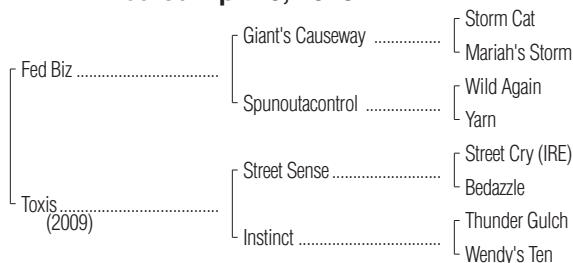 Giant's Causeway ................
Storm Cat
Mariah's Storm
Fed Biz .................................
Spunoutacontrol .................
Wild Again
Yarn
Street Sense .......................
Street Cry (IRE)
Bedazzle
Toxis.....................................
(2009)
Instinct ...............................
Thunder Gulch
Wendy's Ten